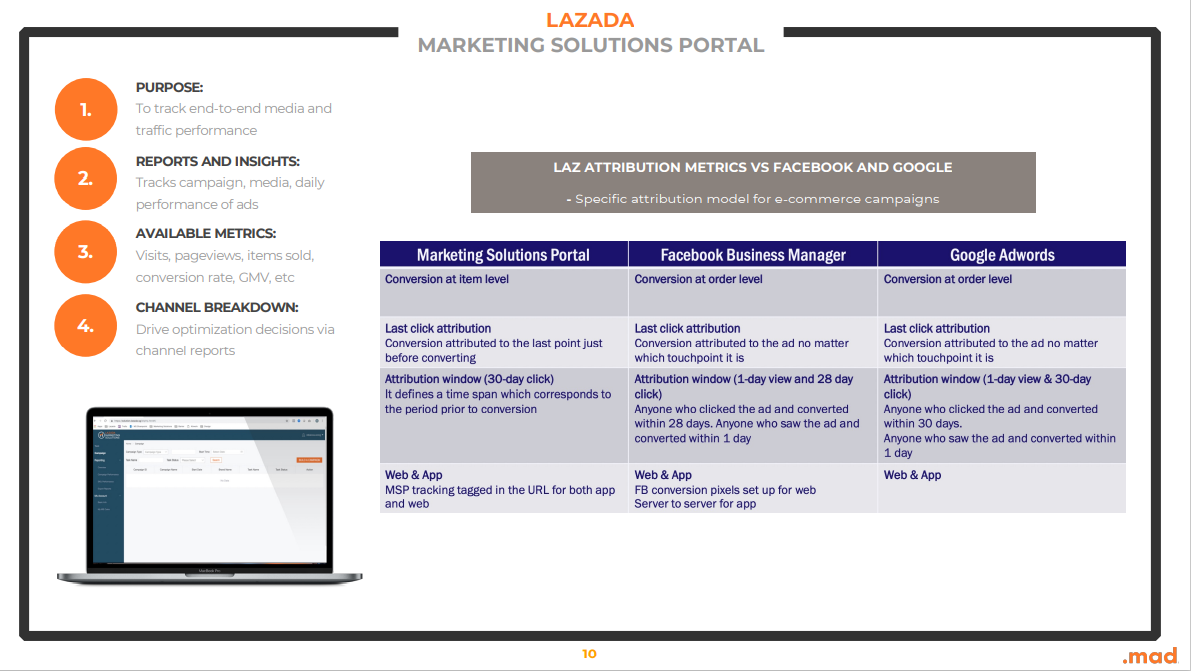 LAZADA
MARKETING SOLUTIONS PORTAL
1.
PURPOSE:
To track end-to-end media and
traffic performance
2.
REPORTS AND INSIGHTS:
Tracks campaign, media, daily
performance of ads
3.
AVAILABLE METRICS:
Visits, pageviews, items sold,
conversion rate, GMV, etc
4.
CHANNEL BREAKDOWN:
Drive optimization decisions via
channel reports
LAZ ATTRIBUTION METRICS VS FACEBOOK AND GOOGLE
- Specific attribution model for e-commerce campaigns
Marketing Solutions Portal
Facebook Business Manager
Google Adwords
Conversion at item level
Conversion at order level
Conversion at order level
Last click attribution
Conversion attributed to the last point just
before converting
Last click attribution
Conversion attributed to the ad no matter
which touchpoint it is
Last click attribution
Conversion attributed to the ad no matter
which touchpoint it is
Attribution window (30-day click)
It defines a time span which corresponds to
the period prior to conversion
Attribution window (1-day view and 28 day
click)
Anyone who clicked the ad and converted
within 28 days. Anyone who saw the ad and
converted within 1 day
Attribution window (1-day view & 30-day
click)
Anyone who clicked the ad and converted
within 30 days.
Anyone who saw the ad and converted within
1 day
Web & App
MSP tracking tagged in the URL for both app
and web
Web & App
FB conversion pixels set up for web
Server to server for app
Web & App
MacBook Pro
10
.mad